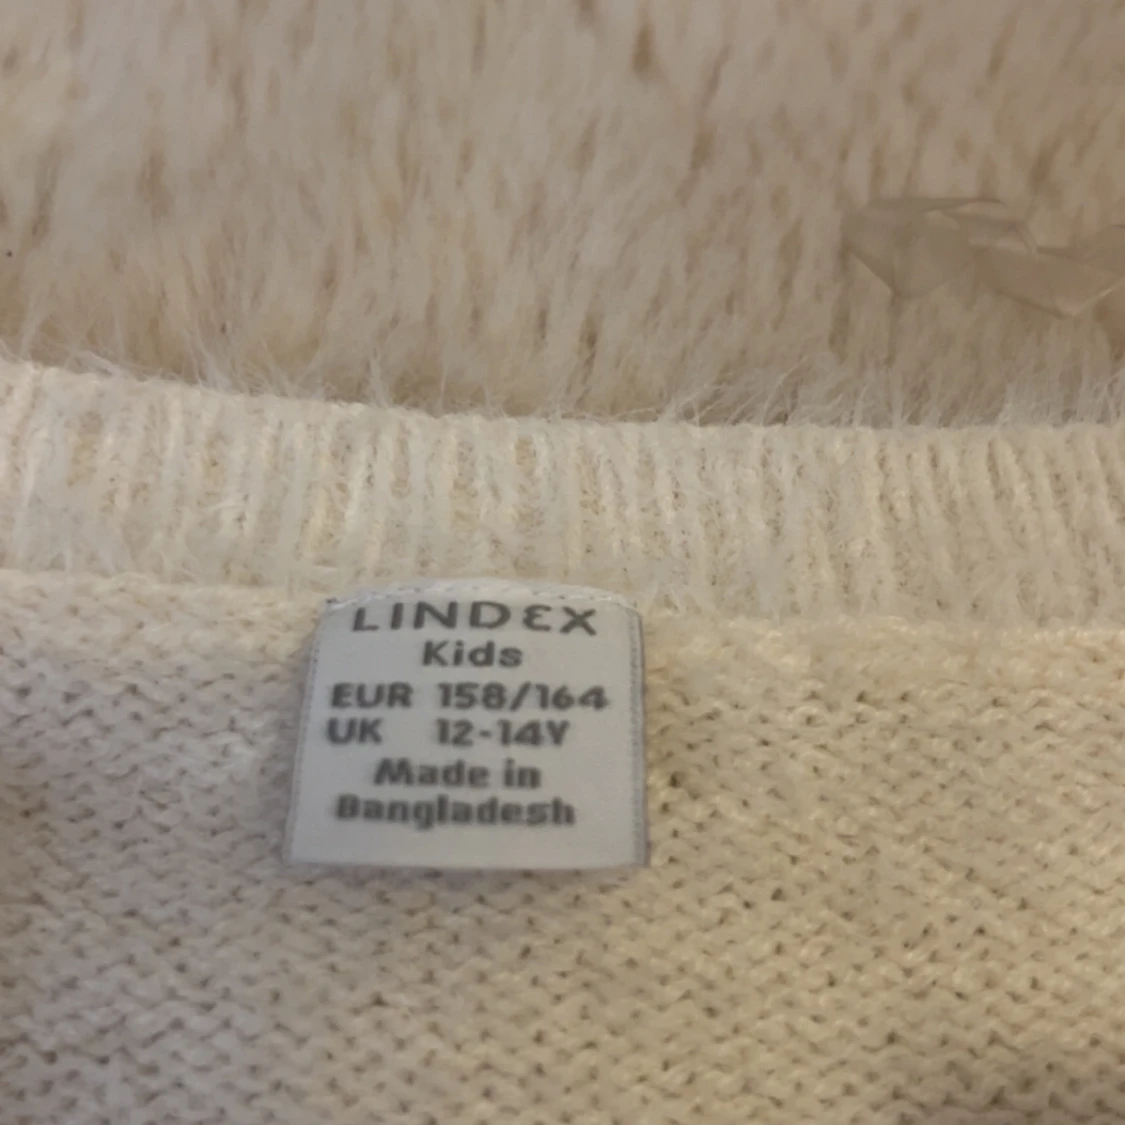 LINDEX
Kids
EUR 158/164
UK 12-14Y
Made in
Bangladesh